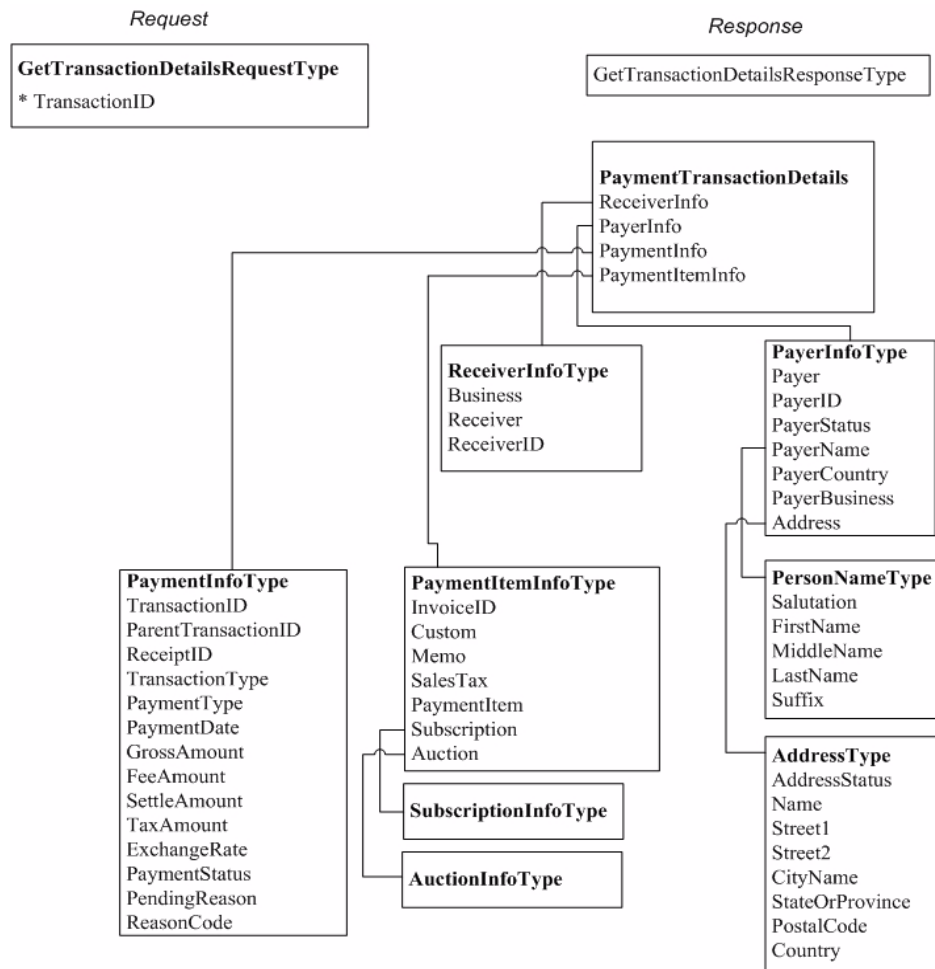 Request
GetTransactionDetailsRequestType
* TransactionID
Response
GetTransactionDetailsResponseType
PaymentTransactionDetails
ReceiverInfo
PayerInfo
PaymentInfo
PaymentItemInfo
ReceiverInfoType
Business
Receiver
ReceiverID
PayerInfoType
Payer
PayerID
PayerStatus
PayerName
PayerCountry
PayerBusiness
Address
PaymentInfoType
TransactionID
ParentTransactionID
ReceiptID
TransactionType
PaymentType
PaymentDate
GrossAmount
FeeAmount
SettleAmount
TaxAmount
ExchangeRate
PaymentStatus
PendingReason
ReasonCode
PaymentItemInfoType
InvoiceID
Custom
Memo
SalesTax
PaymentItem
Subscription
Auction
SubscriptionInfoType
AuctionInfoType
PersonNameType
Salutation
FirstName
MiddleName
LastName
Suffix
AddressType
AddressStatus
Name
Street1
Street2
CityName
StateOrProvince
PostalCode
Country